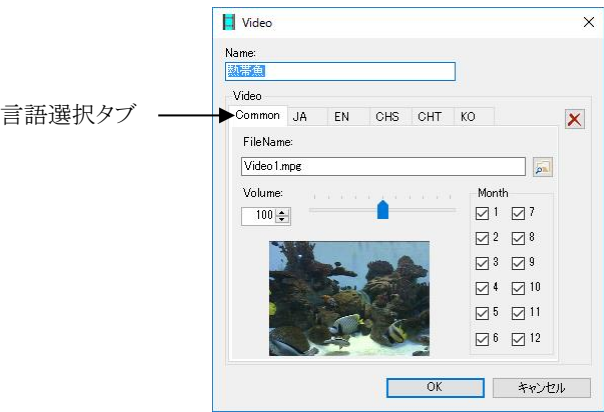 Video
Name:
熱帯魚
Video
言語選択タブ
Common JA EN CHS CHT KO
FileName:
Video1.mpg
Volume:
100
Month
1 7
2 8
3 9
4 10
5 11
6 12
OK キャンセル